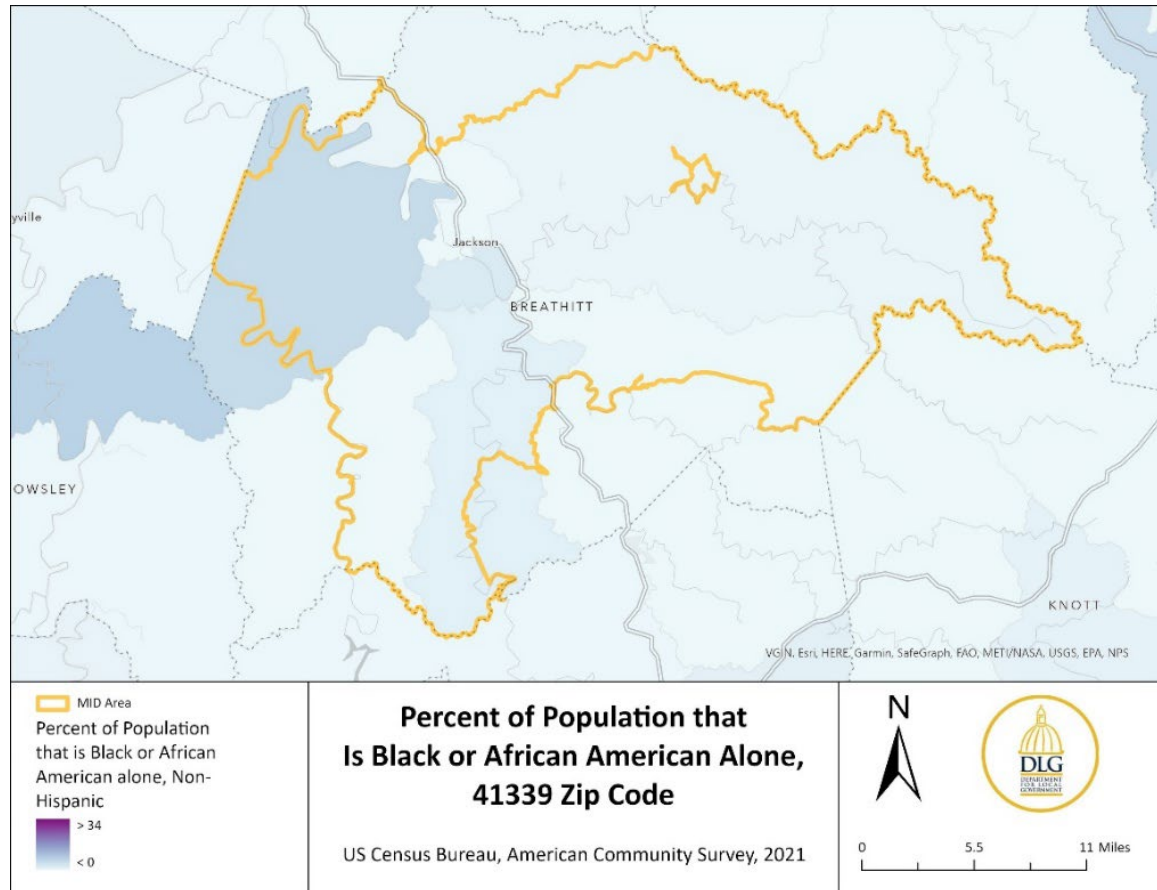 yville
Jackson
BREATHITT
OWSLEY
KNOTT
VGIN, Esri, HERE, Garmin, SafeGraph, FAO, METI/NASA, USGS, EPA, NPS
MID Area
Percent of Population
that is Black or African
American alone, Non-
Hispanic
> 34
< 0
Percent of Population that
Is Black or African American Alone,
41339 Zip Code
US Census Bureau, American Community Survey, 2021
N
DLG
DEPARTMENT
FOR LOCAL
GOVERNMENT
0 5.5 11 Miles